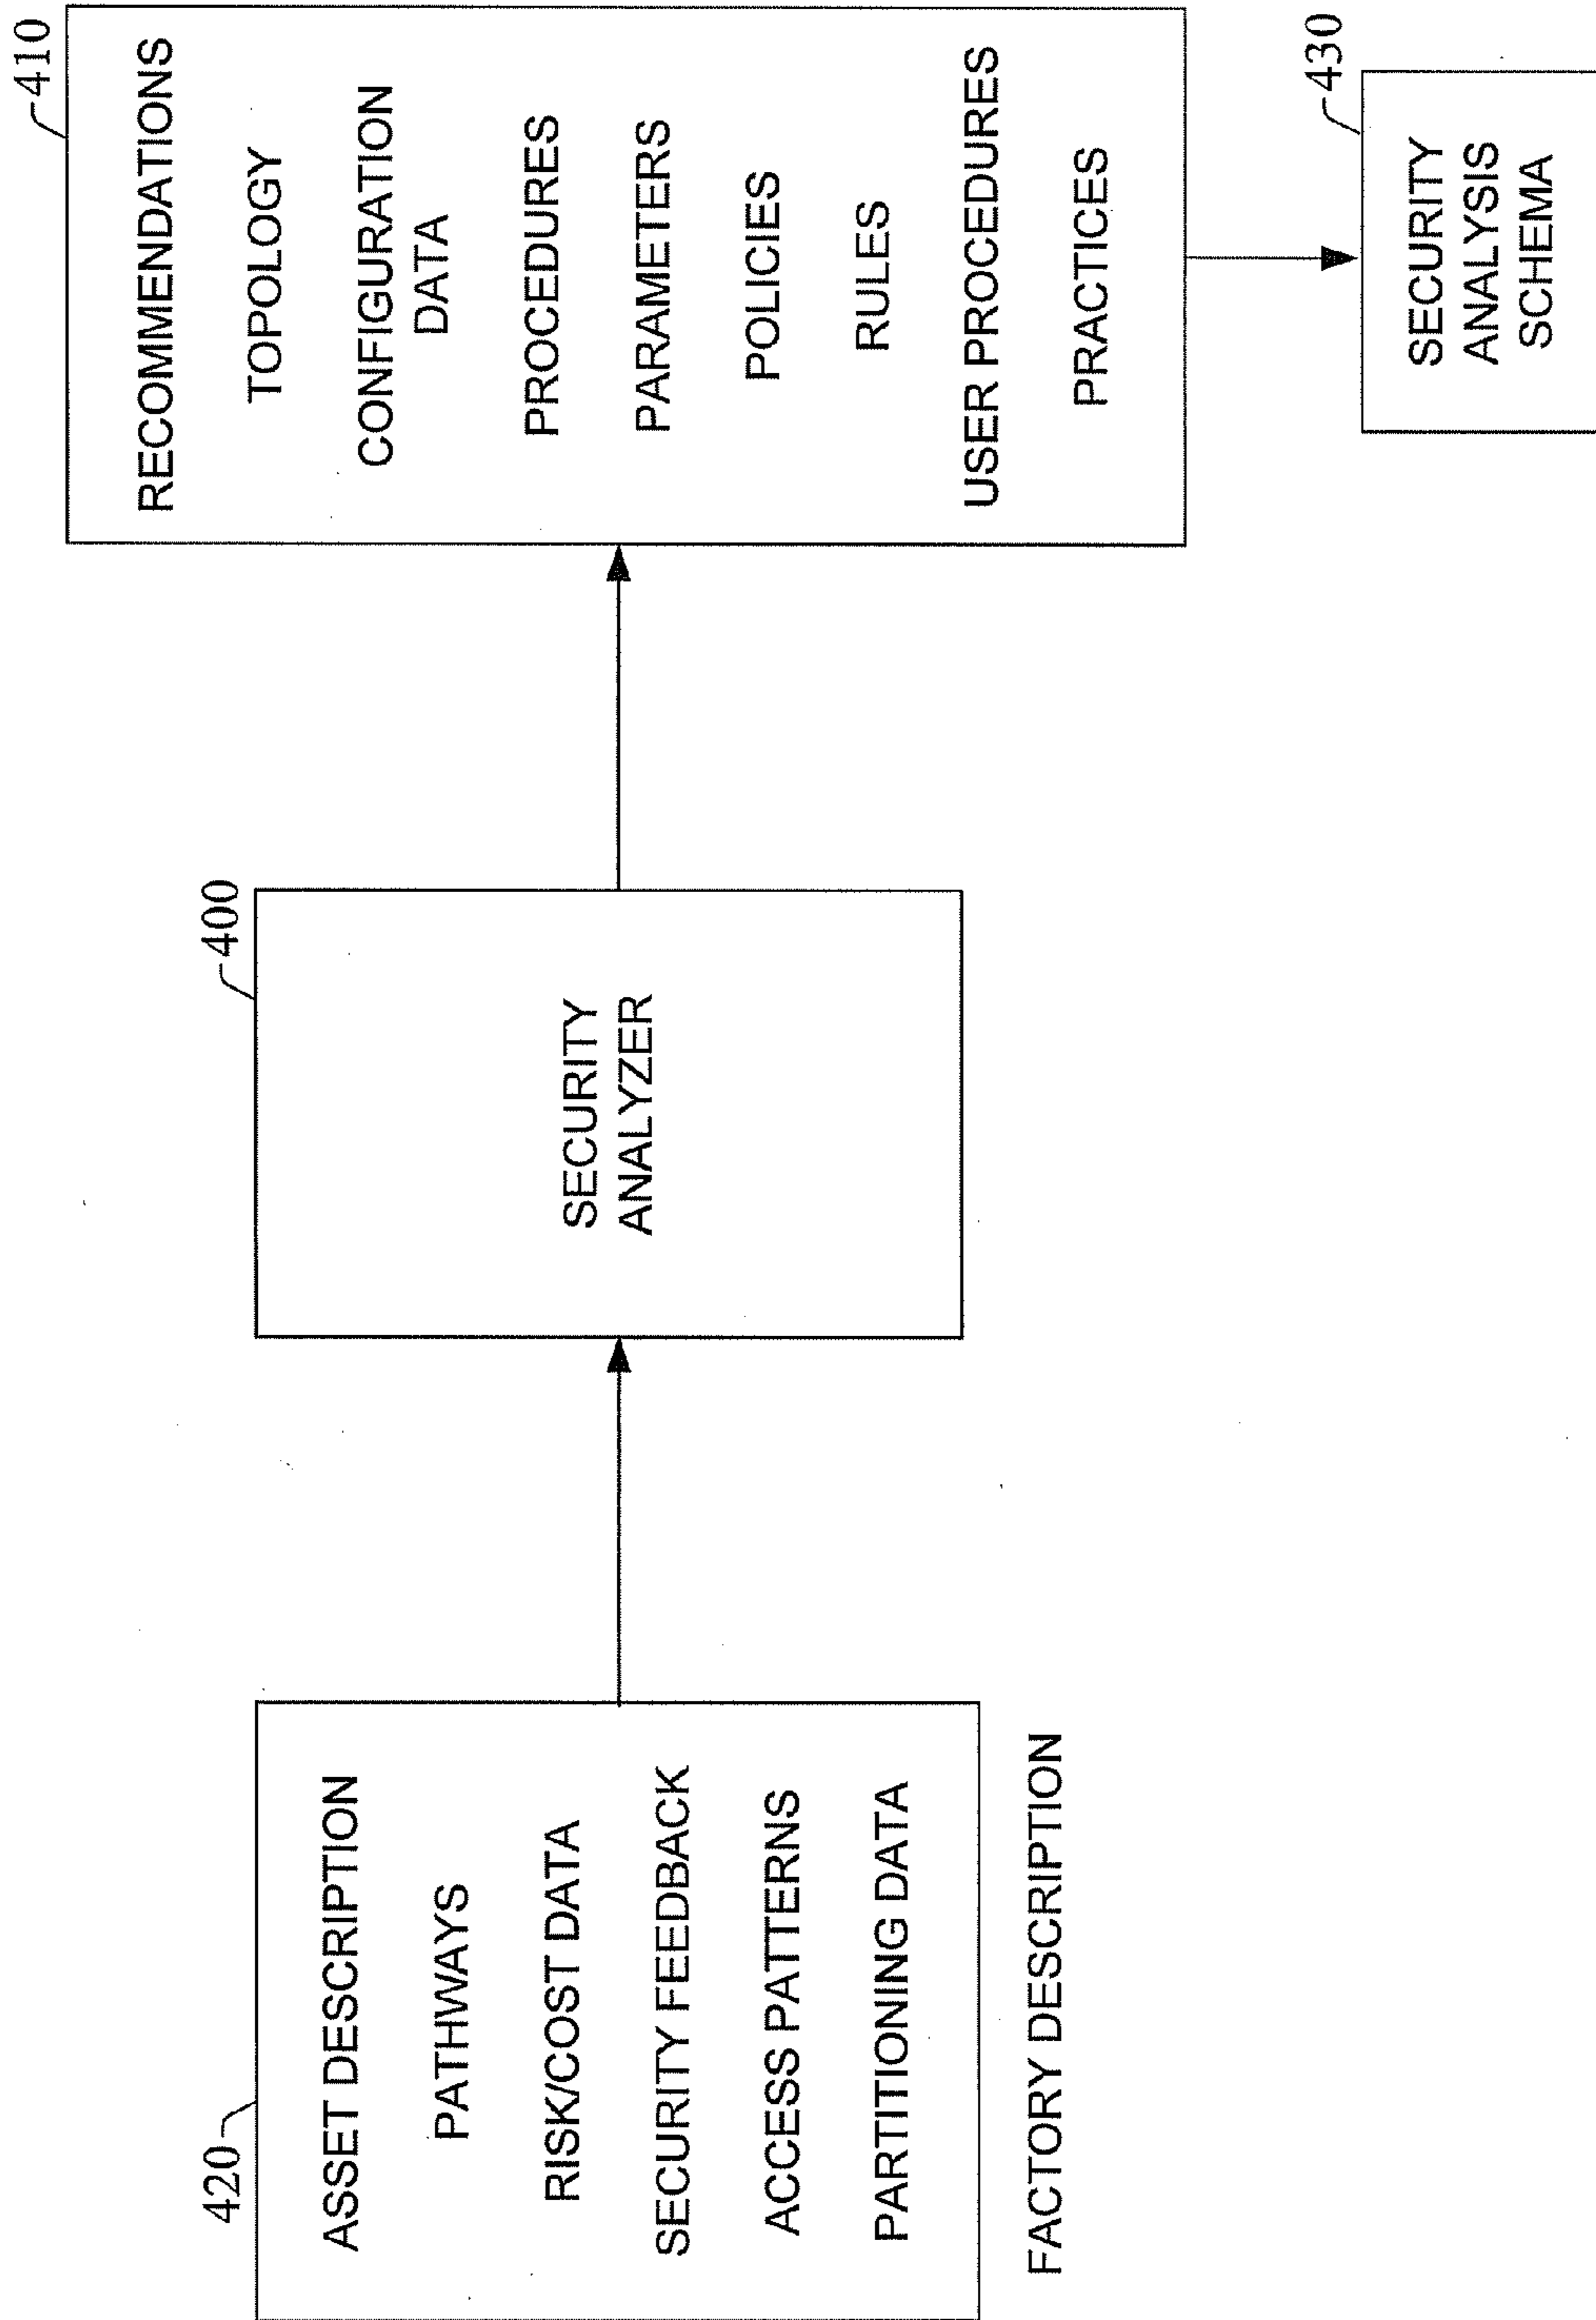 420
ASSET DESCRIPTION
PATHWAYS
RISK/COST DATA
SECURITY FEEDBACK
ACCESS PATTERNS
PARTITIONING DATA
FACTORY DESCRIPTION
400
SECURITY
ANALYZER
410
RECOMMENDATIONS
TOPOLOGY
CONFIGURATION
DATA
PROCEDURES
PARAMETERS
POLICIES
RULES
USER PROCEDURES
PRACTICES
430
SECURITY
ANALYSIS
SCHEMA